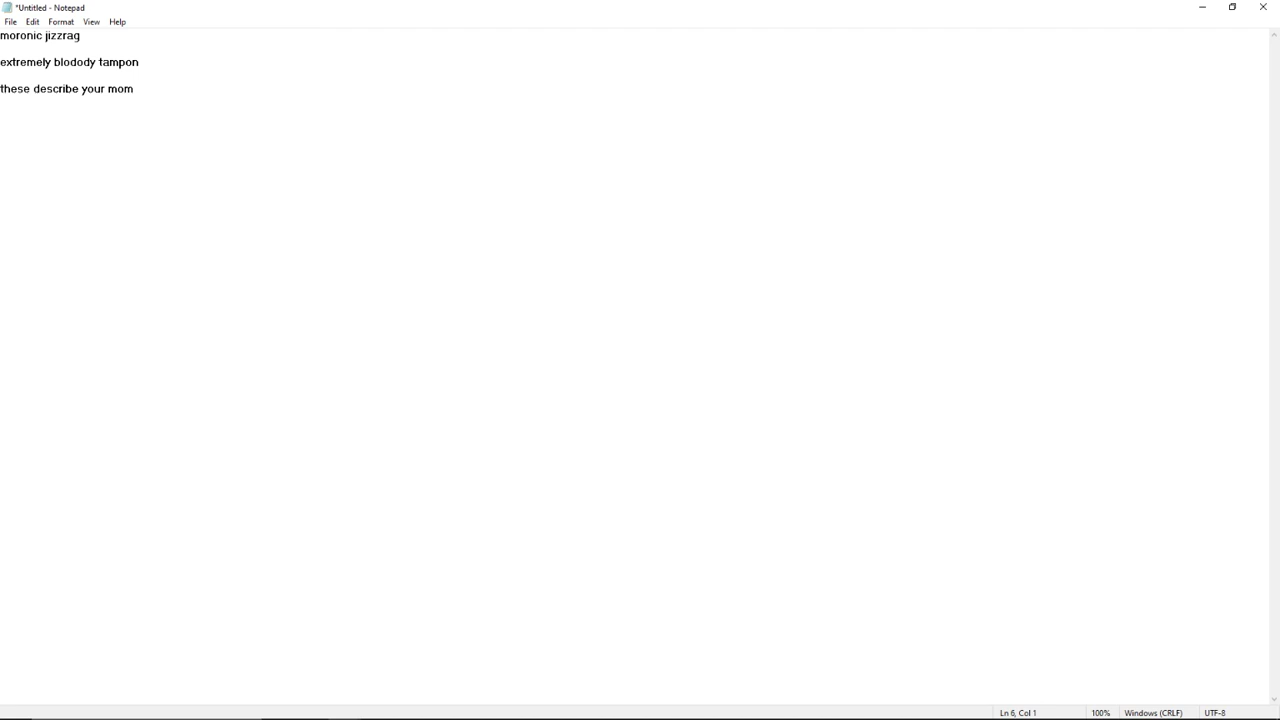 *Untitled - Notepad
File Edit Format View Help
moronic jizzrag
extremely blodody tampon
these describe your mom
Ln 6, Col 1 100% Windows (CRLF) UTF-8